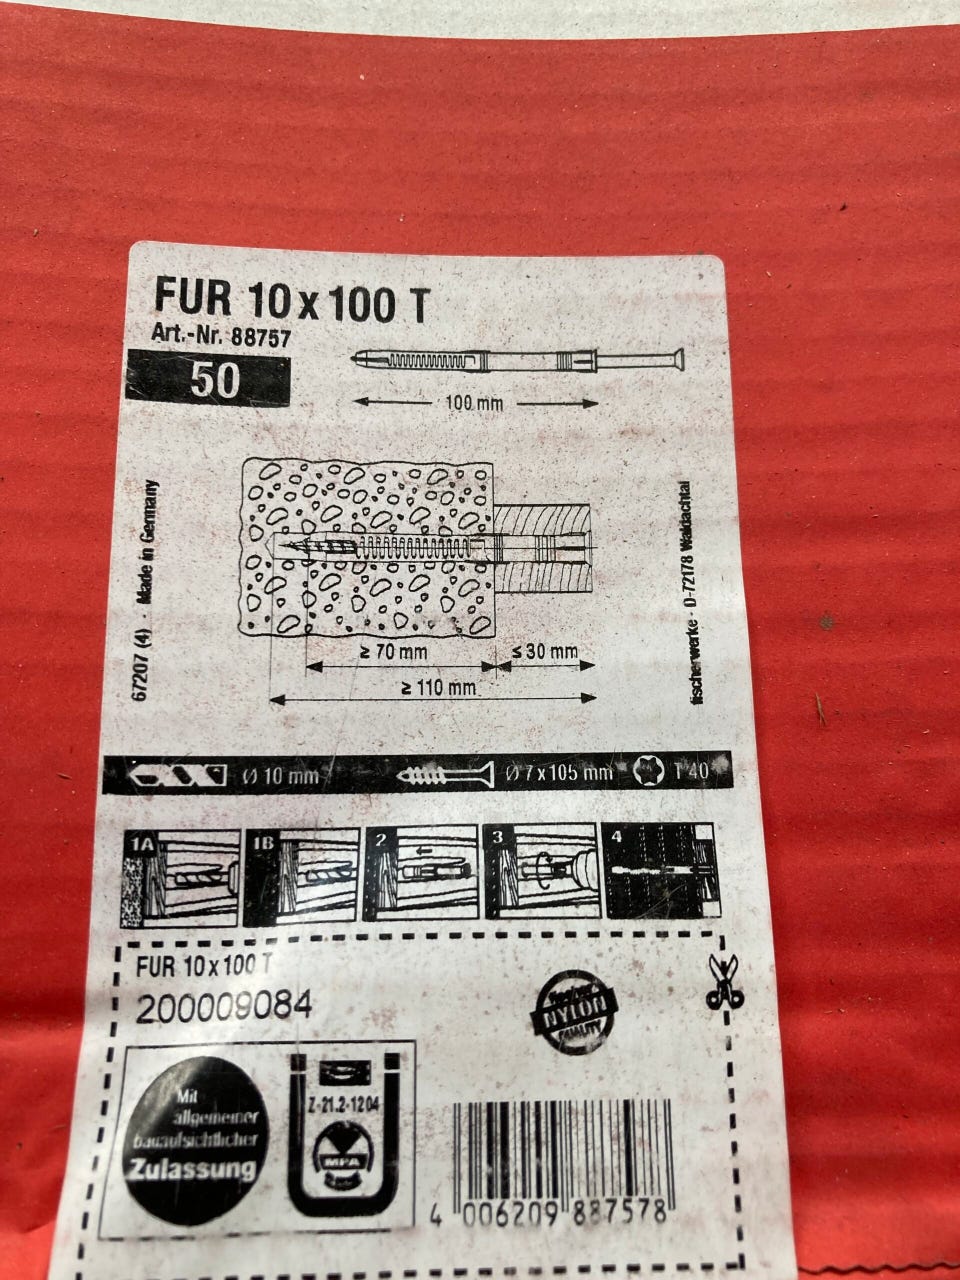 FUR 10 x 100 T
Art.-Nr. 88757
50
100 mm
67207 (4) · Made in Germany
fischerwerke · D-72178 Waldachtal
≥ 70 mm
≤ 30 mm
≥ 110 mm
Ø 10 mm
Ø 7 x 105 mm
T 40
1A
1B
2
3
4
FUR 10 x 100 T
200009084
fischer
NYLON
QUALITY
Mit
allgemeiner
bauaufsichtlicher
Zulassung
Z-21.2-1204
MPA
4 006209 887578